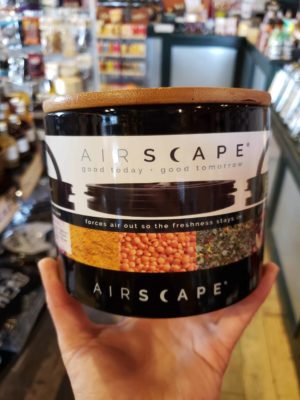 AIRSCAPE®
good today · good tomorrow
forces air out so the freshness stays in
AIRSCAPE®